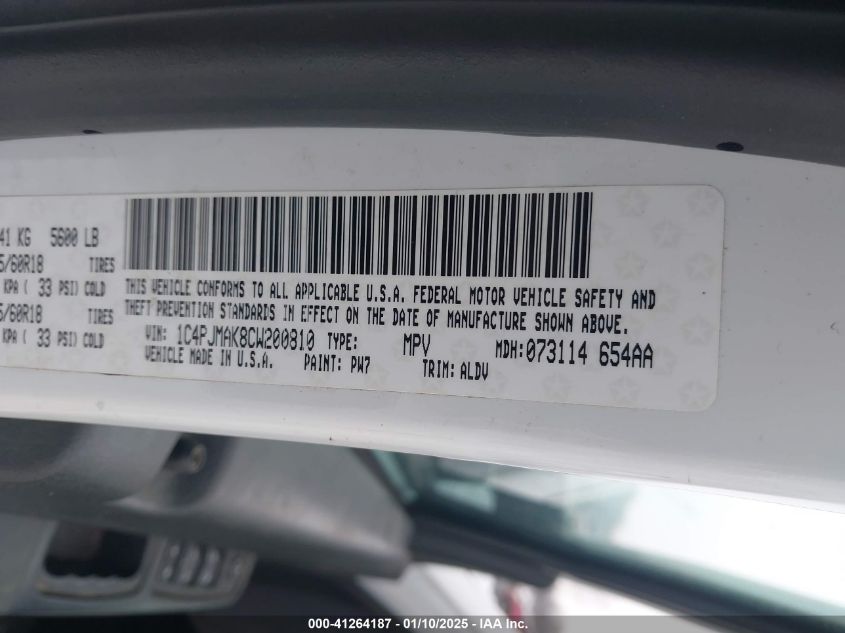 41 KG 5600 LB
5/60R18 TIRES
KPA ( 33 PSI) COLD
5/60R18 TIRES
KPA ( 33 PSI) COLD
THIS VEHICLE CONFORMS TO ALL APPLICABLE U.S.A. FEDERAL MOTOR VEHICLE SAFETY AND
THEFT PREVENTION STANDARDS IN EFFECT ON THE DATE OF MANUFACTURE SHOWN ABOVE.
VIN: 1C4PJMAK8CW200810 TYPE: MPV MDH:073114 654AA
VEHICLE MADE IN U.S.A. PAINT: PW7 TRIM: ALDV
000-41264187 - 01/10/2025 - IAA Inc.